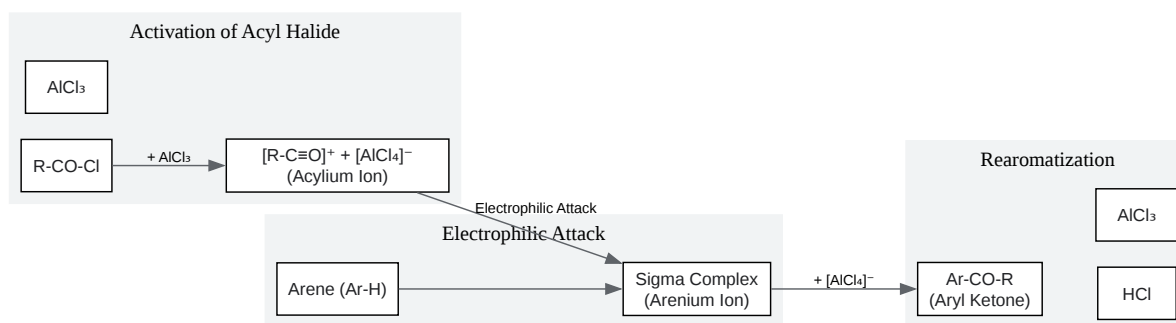 Activation of Acyl Halide
AlCl₃
R-CO-Cl
+ AlCl₃
[R-C≡O]⁺ + [AlCl₄]⁻
(Acylium Ion)
Electrophilic Attack
Electrophilic Attack
Arene (Ar-H)
Sigma Complex
(Arenium Ion)
+ [AlCl₄]⁻
Rearomatization
AlCl₃
Ar-CO-R
(Aryl Ketone)
HCl